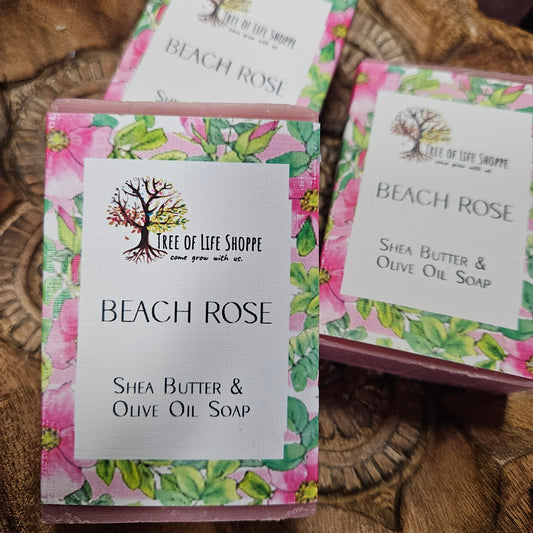 TREE OF LIFE SHOPPE
come grow with us.
BEACH ROSE
SHEA BUTTER &
OLIVE OIL SOAP
TREE OF LIFE SHOPPE
come grow with us.
BEACH ROSE
TREE OF LIFE SHOPPE
come grow with us.
BEACH ROSE
SHEA BUTTER &
OLIVE OIL SOAP